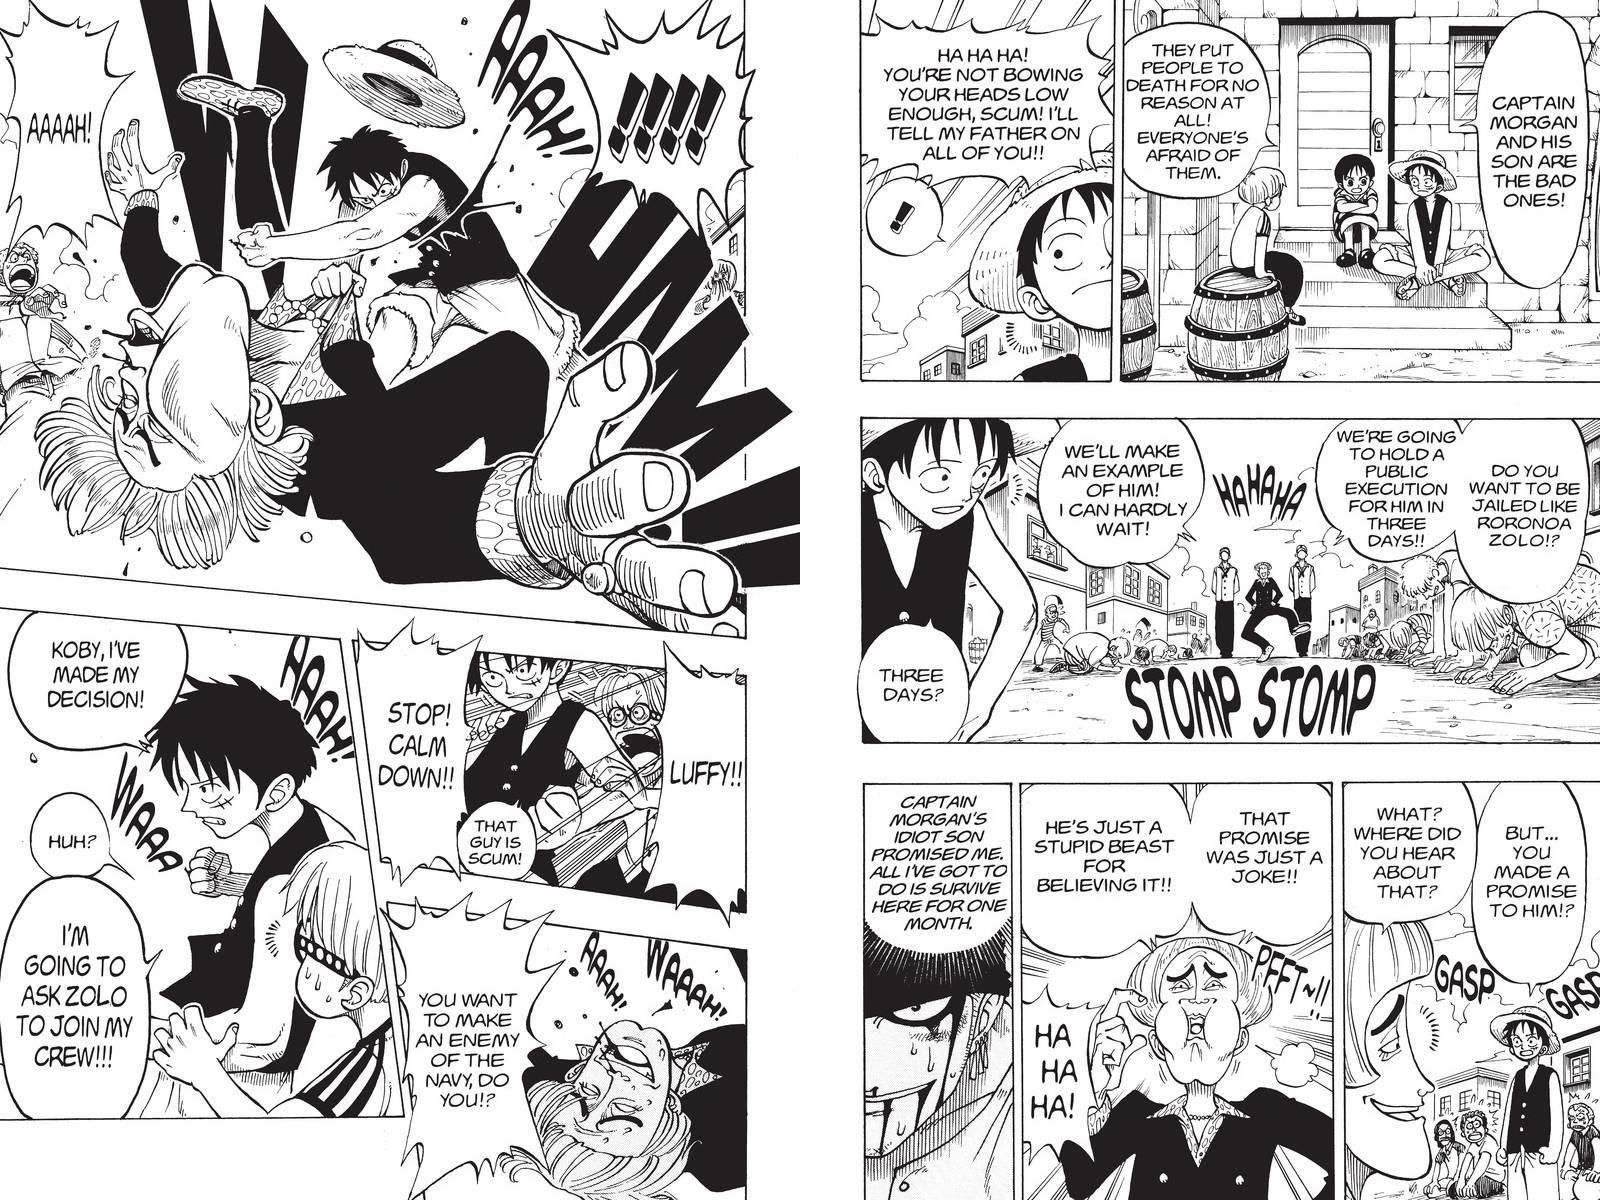 CAPTAIN
MORGAN
AND HIS
SON ARE
THE BAD
ONES!
THEY PUT
PEOPLE TO
DEATH FOR NO
REASON AT
ALL!
EVERYONE'S
AFRAID OF
THEM.
HA HA HA!
YOU'RE NOT BOWING
YOUR HEADS LOW
ENOUGH, SCUM! I'LL
TELL MY FATHER ON
ALL OF YOU!!
!
DO YOU
WANT TO BE
JAILED LIKE
RORONOA
ZOLO!?
WE'RE GOING
TO HOLD A
PUBLIC
EXECUTION
FOR HIM IN
THREE
DAYS!!
HAHAHA
WE'LL MAKE
AN EXAMPLE
OF HIM!
I CAN HARDLY
WAIT!
STOMP STOMP
THREE
DAYS?
BUT...
YOU
MADE A
PROMISE
TO HIM!?
GASP
WHAT?
WHERE DID
YOU HEAR
ABOUT
THAT?
GASP
THAT
PROMISE
WAS JUST A
JOKE!!
HE'S JUST A
STUPID BEAST
FOR
BELIEVING IT!!
PFFT~!!
HA
HA
HA!
CAPTAIN
MORGAN'S
IDIOT SON
PROMISED ME.
ALL I'VE GOT TO
DO IS SURVIVE
HERE FOR ONE
MONTH.
!!!!
AAAH!
AAAAH!
WHAM
LUFFY!!
STOP!
CALM
DOWN!!
THAT
GUY IS
SCUM!
KOBY, I'VE
MADE MY
DECISION!
AAAH!
WAAA
HUH?
I'M
GOING TO
ASK ZOLO
TO JOIN MY
CREW!!!
WAAAH!
AAAH!
YOU WANT
TO MAKE
AN ENEMY
OF THE
NAVY, DO
YOU!?